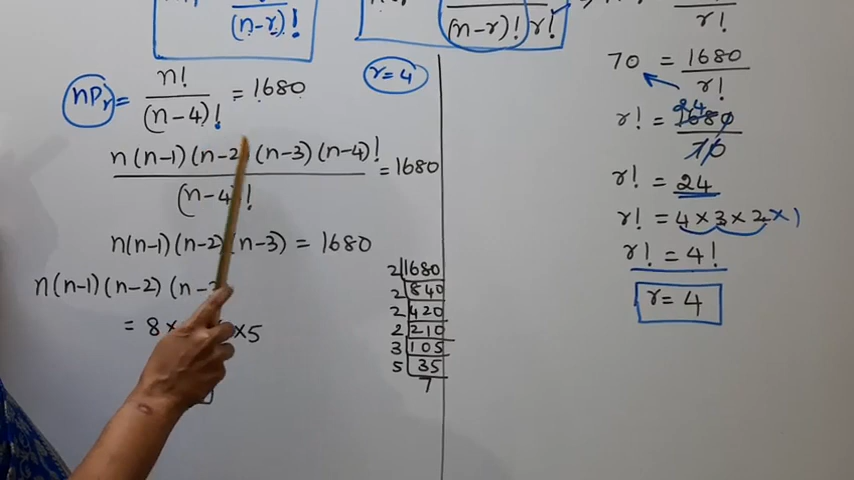 (n-r)!
(n-r)! r!
r!
nPr = n! / (n-4)! = 1680
r = 4
n(n-1)(n-2)(n-3)(n-4)! / (n-4)! = 1680
n(n-1)(n-2)(n-3) = 1680
n(n-1)(n-2)(n-
= 8× ×5
2|1680
2|840
2|420
2|210
3|105
5|35
7
70 = 1680 / r!
r! = 1680 / 70
24
r! = 24
r! = 4×3×2×1
r! = 4!
r = 4